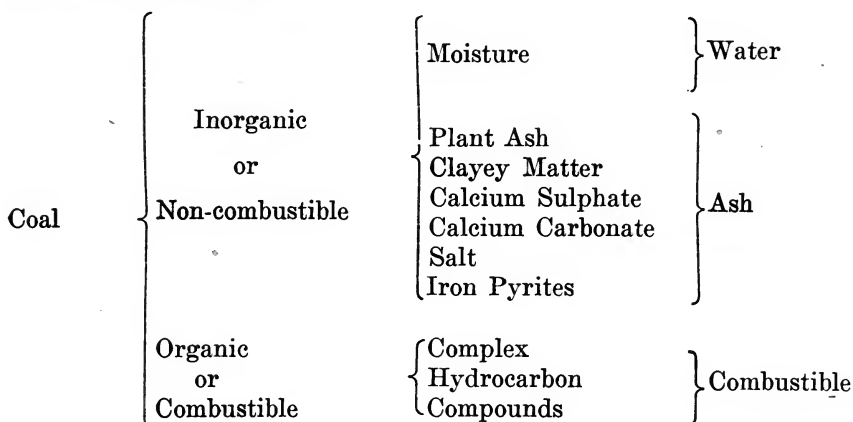 Moisture
Water
Inorganic
or
Non-combustible
Plant Ash
Clayey Matter
Calcium Sulphate
Calcium Carbonate
Salt
Iron Pyrites
Ash
Coal
Organic
or
Combustible
Complex
Hydrocarbon
Compounds
Combustible